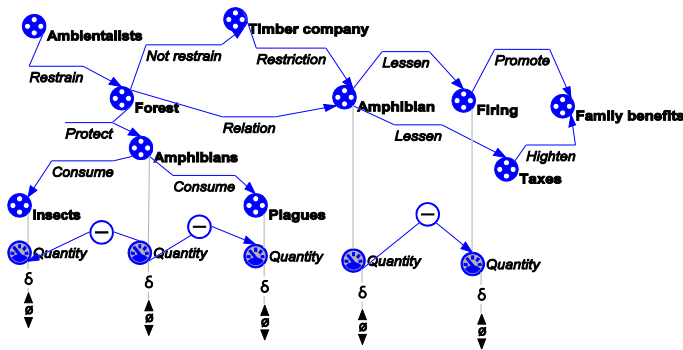 Ambientalists
Timber company
Not restrain
Restriction
Lessen
Promote
Restrain
Forest
Amphibian
Firing
Family benefits
Protect
Relation
Lessen
Highten
Amphibians
Taxes
Consume
Consume
Insects
Plagues
Quantity
Quantity
Quantity
Quantity
Quantity
δ
δ
δ
δ
δ
ø
ø
ø
ø
ø